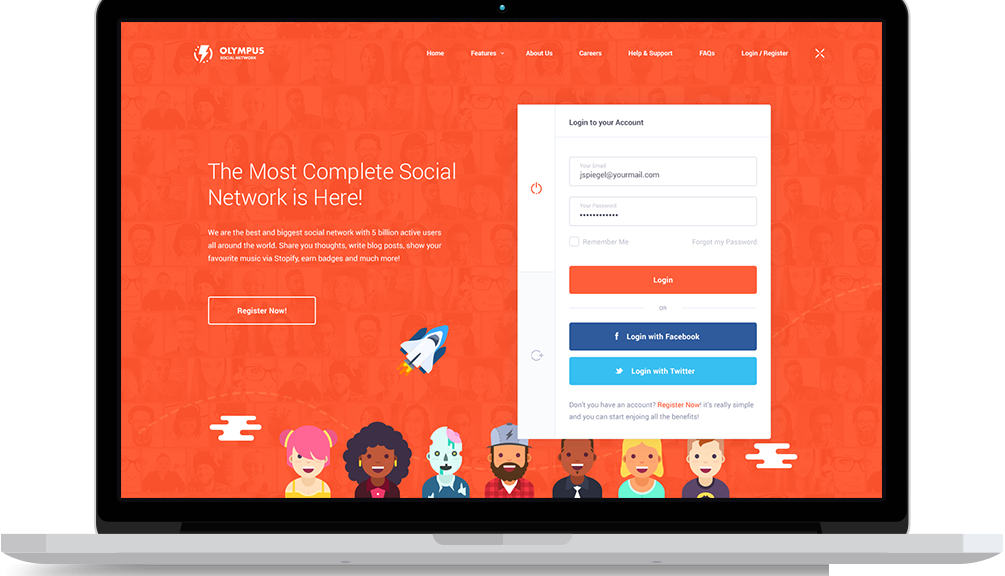 OLYMPUS
SOCIAL NETWORK
Home
Features
About Us
Careers
Help & Support
FAQs
Login / Register
The Most Complete Social
Network is Here!
We are the best and biggest social network with 5 billion active users
all around the world. Share you thoughts, write blog posts, show your
favourite music via Stopify, earn badges and much more!
Register Now!
Login to your Account
Your Email
jspiegel@yourmail.com
Your Password
••••••••••••
Remember Me
Forgot my Password
Login
OR
f Login with Facebook
Login with Twitter
Don't you have an account? Register Now! it's really simple
and you can start enjoing all the benefits!